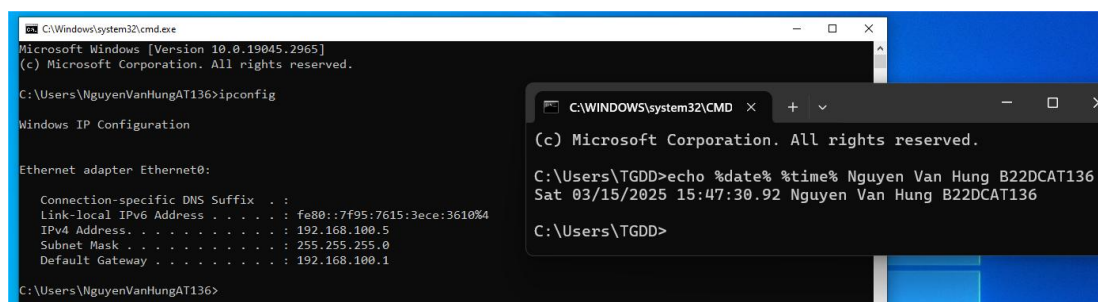 C:\Windows\system32\cmd.exe
Microsoft Windows [Version 10.0.19045.2965]
(c) Microsoft Corporation. All rights reserved.
C:\Users\NguyenVanHungAT136>ipconfig
Windows IP Configuration
Ethernet adapter Ethernet0:
Connection-specific DNS Suffix . :
Link-local IPv6 Address . . . . . : fe80::7f95:7615:3ece:3610%4
IPv4 Address. . . . . . . . . . . : 192.168.100.5
Subnet Mask . . . . . . . . . . . : 255.255.255.0
Default Gateway . . . . . . . . . : 192.168.100.1
C:\Users\NguyenVanHungAT136>
C:\WINDOWS\system32\CMD
(c) Microsoft Corporation. All rights reserved.
C:\Users\TGDD>echo %date% %time% Nguyen Van Hung B22DCAT136
Sat 03/15/2025 15:47:30.92 Nguyen Van Hung B22DCAT136
C:\Users\TGDD>